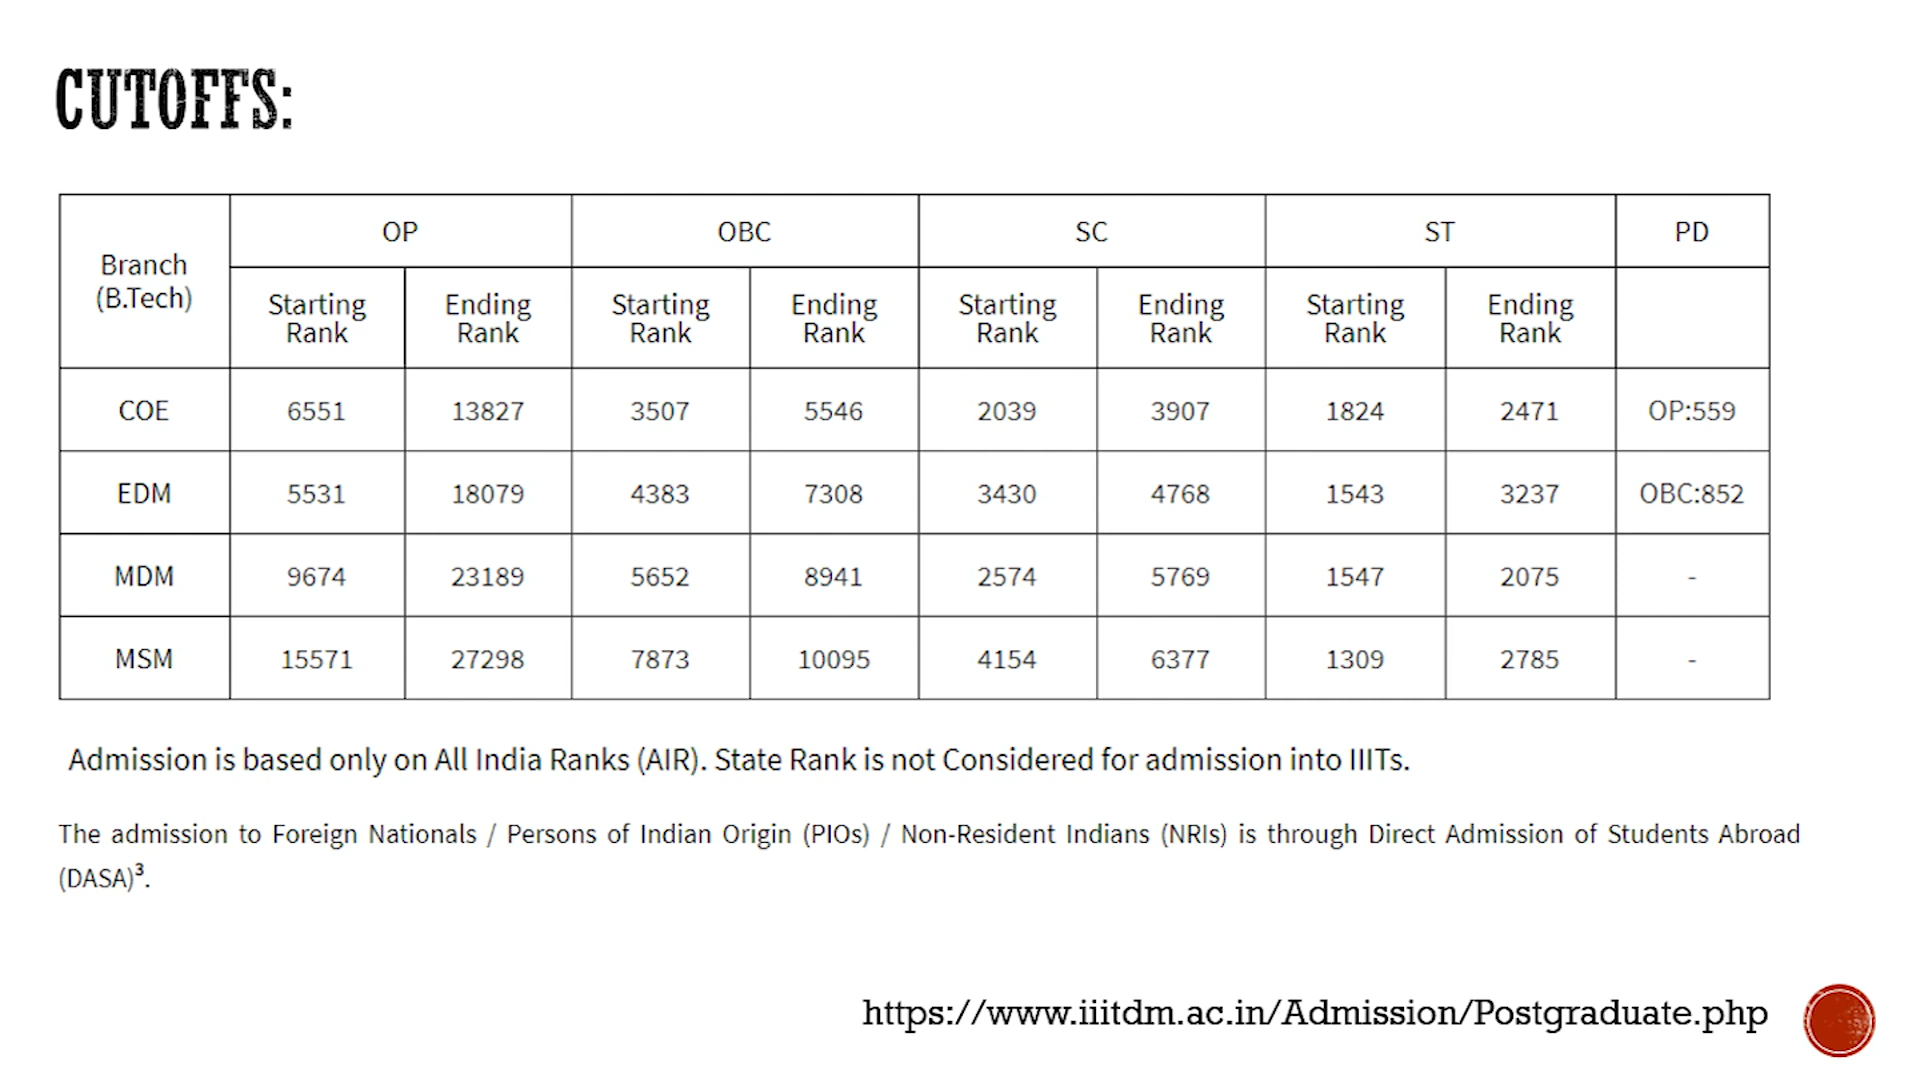 CUTOFFS:
Branch (B.Tech) OP OBC SC ST PD
Starting Rank Ending Rank Starting Rank Ending Rank Starting Rank Ending Rank Starting Rank Ending Rank
COE 6551 13827 3507 5546 2039 3907 1824 2471 OP:559
EDM 5531 18079 4383 7308 3430 4768 1543 3237 OBC:852
MDM 9674 23189 5652 8941 2574 5769 1547 2075 -
MSM 15571 27298 7873 10095 4154 6377 1309 2785 -
Admission is based only on All India Ranks (AIR). State Rank is not Considered for admission into IIITs.
The admission to Foreign Nationals / Persons of Indian Origin (PIOs) / Non-Resident Indians (NRIs) is through Direct Admission of Students Abroad
(DASA)³.
https://www.iiitdm.ac.in/Admission/Postgraduate.php